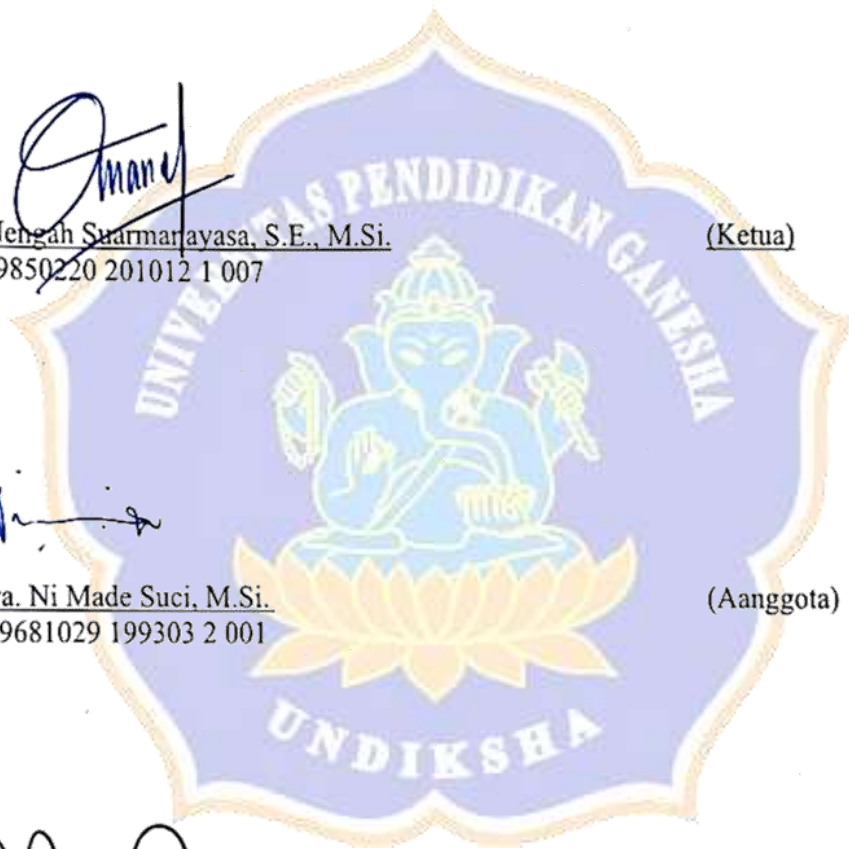 UNIVERSITAS PENDIDIKAN GANESHA
Nengah Suarmanayasa, S.E., M.Si. (Ketua)
9850220 201012 1 007
ra. Ni Made Suci, M.Si. (Aanggota)
9681029 199303 2 001
UNDIKSHA